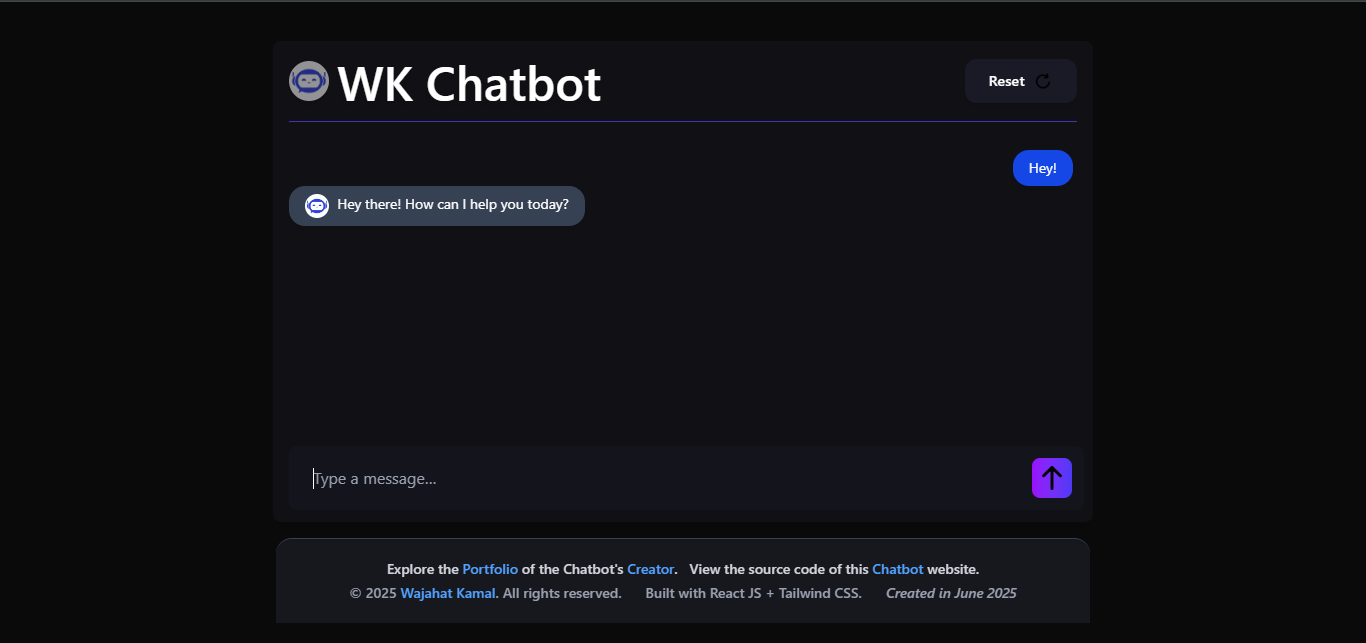 WK Chatbot
Reset
Hey!
Hey there! How can I help you today?
Type a message...
Explore the Portfolio of the Chatbot's Creator. View the source code of this Chatbot website.
© 2025 Wajahat Kamal. All rights reserved. Built with React JS + Tailwind CSS. Created in June 2025